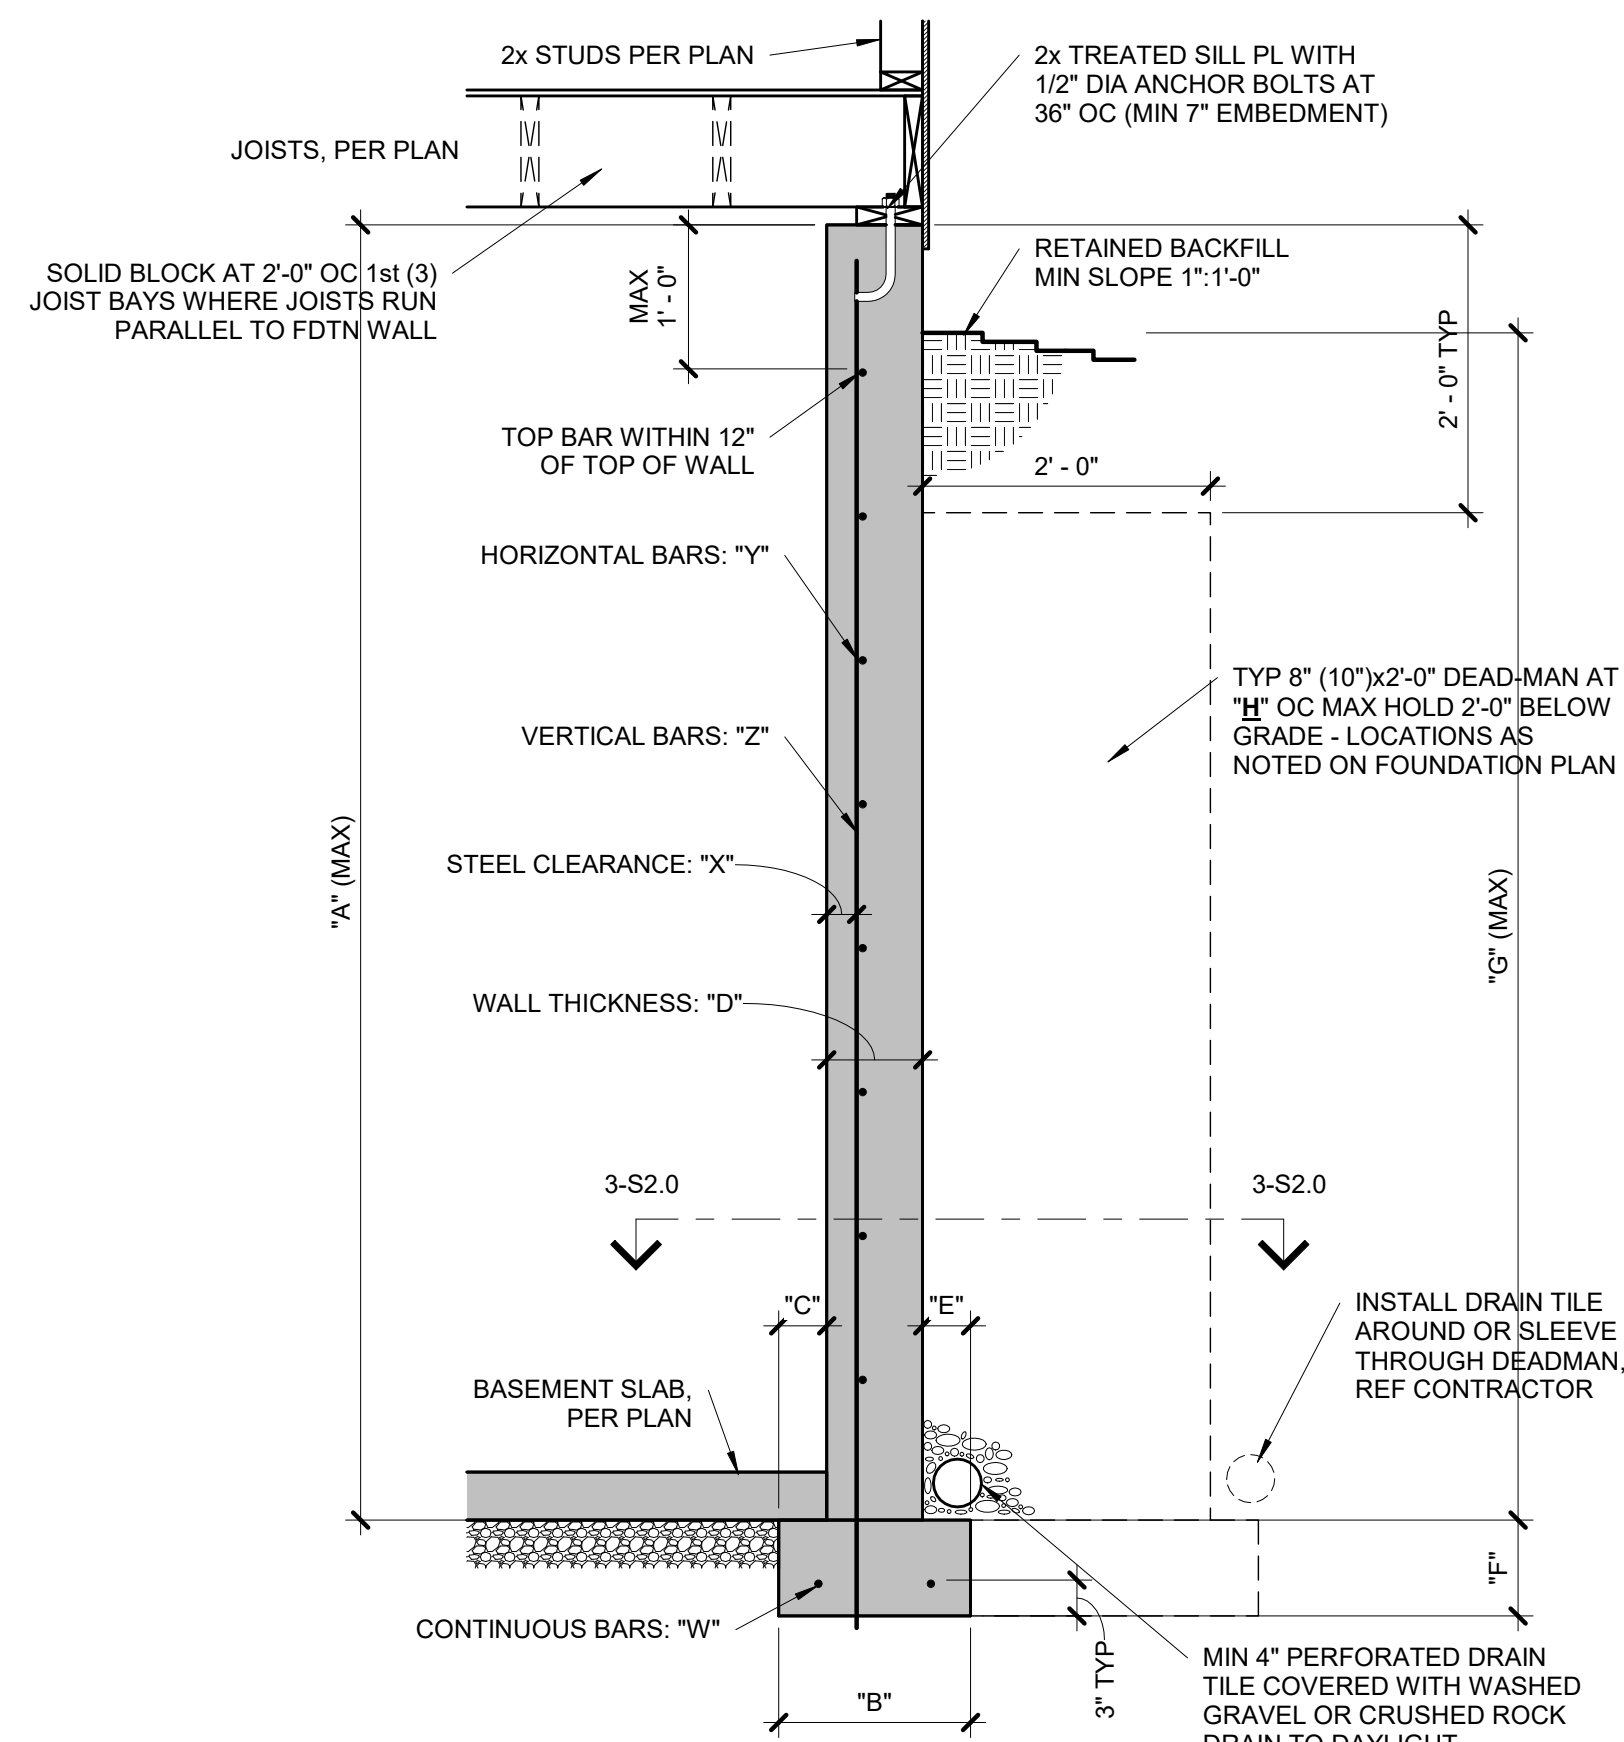 2x STUDS PER PLAN
2x TREATED SILL PL WITH
1/2" DIA ANCHOR BOLTS AT
36" OC (MIN 7" EMBEDMENT)
JOISTS, PER PLAN
SOLID BLOCK AT 2'-0" OC 1st (3)
JOIST BAYS WHERE JOISTS RUN
PARALLEL TO FDTN WALL
MAX
1' - 0"
RETAINED BACKFILL
MIN SLOPE 1":1'-0"
2' - 0" TYP
TOP BAR WITHIN 12"
OF TOP OF WALL
2' - 0"
HORIZONTAL BARS: "Y"
TYP 8" (10")x2'-0" DEAD-MAN AT
"H" OC MAX HOLD 2'-0" BELOW
GRADE - LOCATIONS AS
NOTED ON FOUNDATION PLAN
VERTICAL BARS: "Z"
"A" (MAX)
STEEL CLEARANCE: "X"
"G" (MAX)
WALL THICKNESS: "D"
3-S2.0
3-S2.0
"C"
"E"
INSTALL DRAIN TILE
AROUND OR SLEEVE
THROUGH DEADMAN,
REF CONTRACTOR
BASEMENT SLAB,
PER PLAN
"F"
CONTINUOUS BARS: "W"
3" TYP
"B"
MIN 4" PERFORATED DRAIN
TILE COVERED WITH WASHED
GRAVEL OR CRUSHED ROCK
DRAIN TO DAYLIGHT